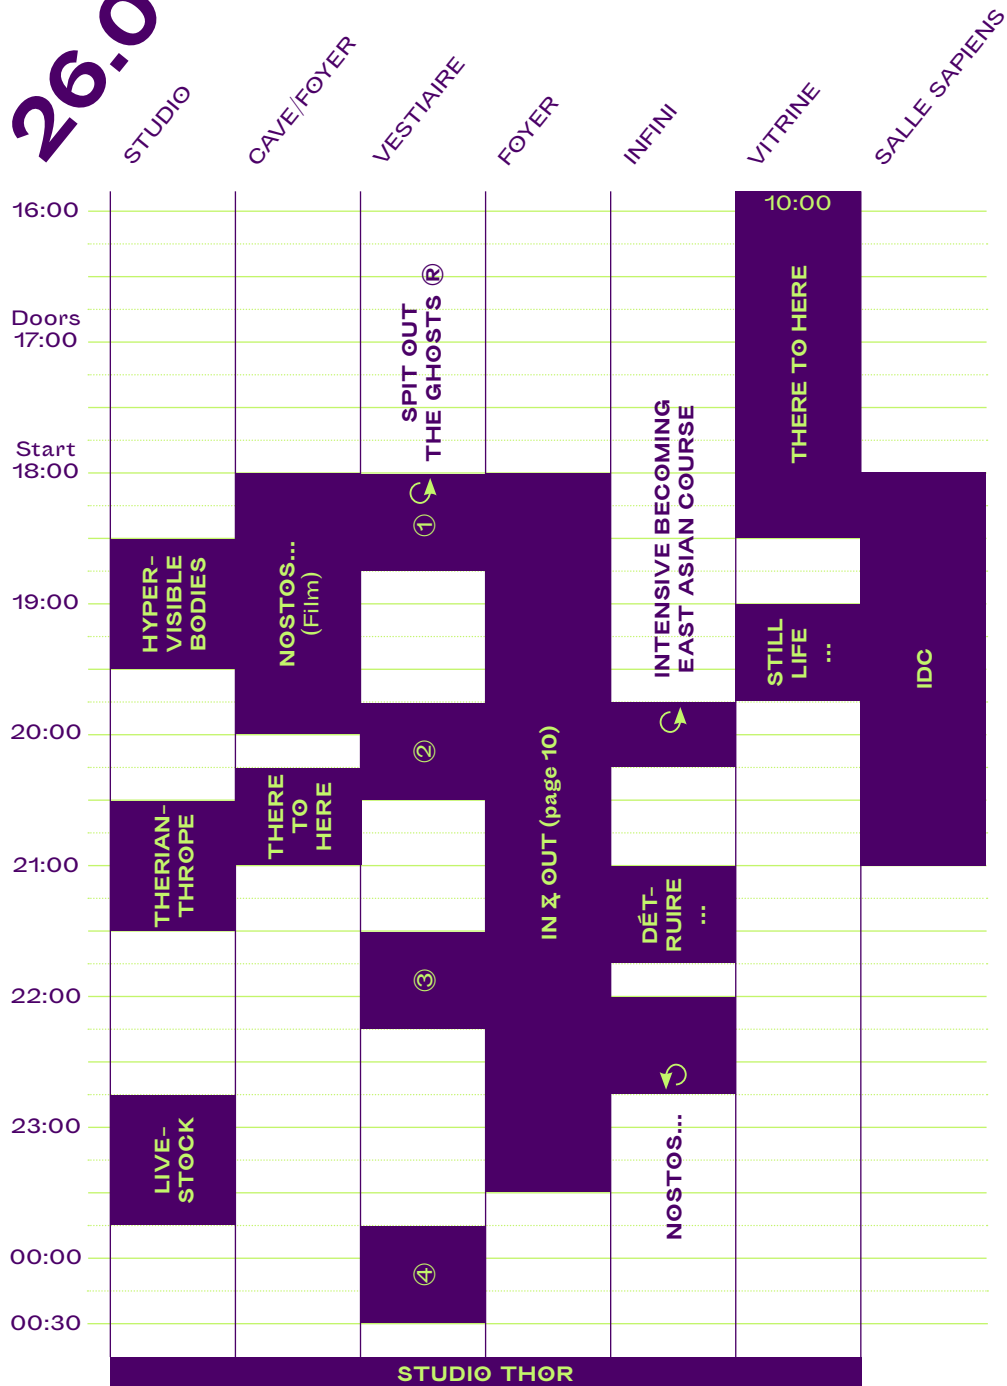 26.0
STUDIO
CAVE/FOYER
VESTIAIRE
FOYER
INFINI
VITRINE
SALLE SAPIENS
16:00
Doors
17:00
Start
18:00
19:00
20:00
21:00
22:00
23:00
00:00
00:30
HYPER-
VISIBLE
BODIES
THERIAN-
THROPE
LIVE-
STOCK
NOSTOS...
(Film)
THERE
TO
HERE
SPIT OUT
THE GHOSTS ®
①
②
③
④
IN & OUT (page 10)
INTENSIVE BECOMING
EAST ASIAN COURSE
DÉT-
RUIRE
...
NOSTOS...
10:00
THERE TO HERE
STILL
LIFE
...
IDC
STUDIO THOR